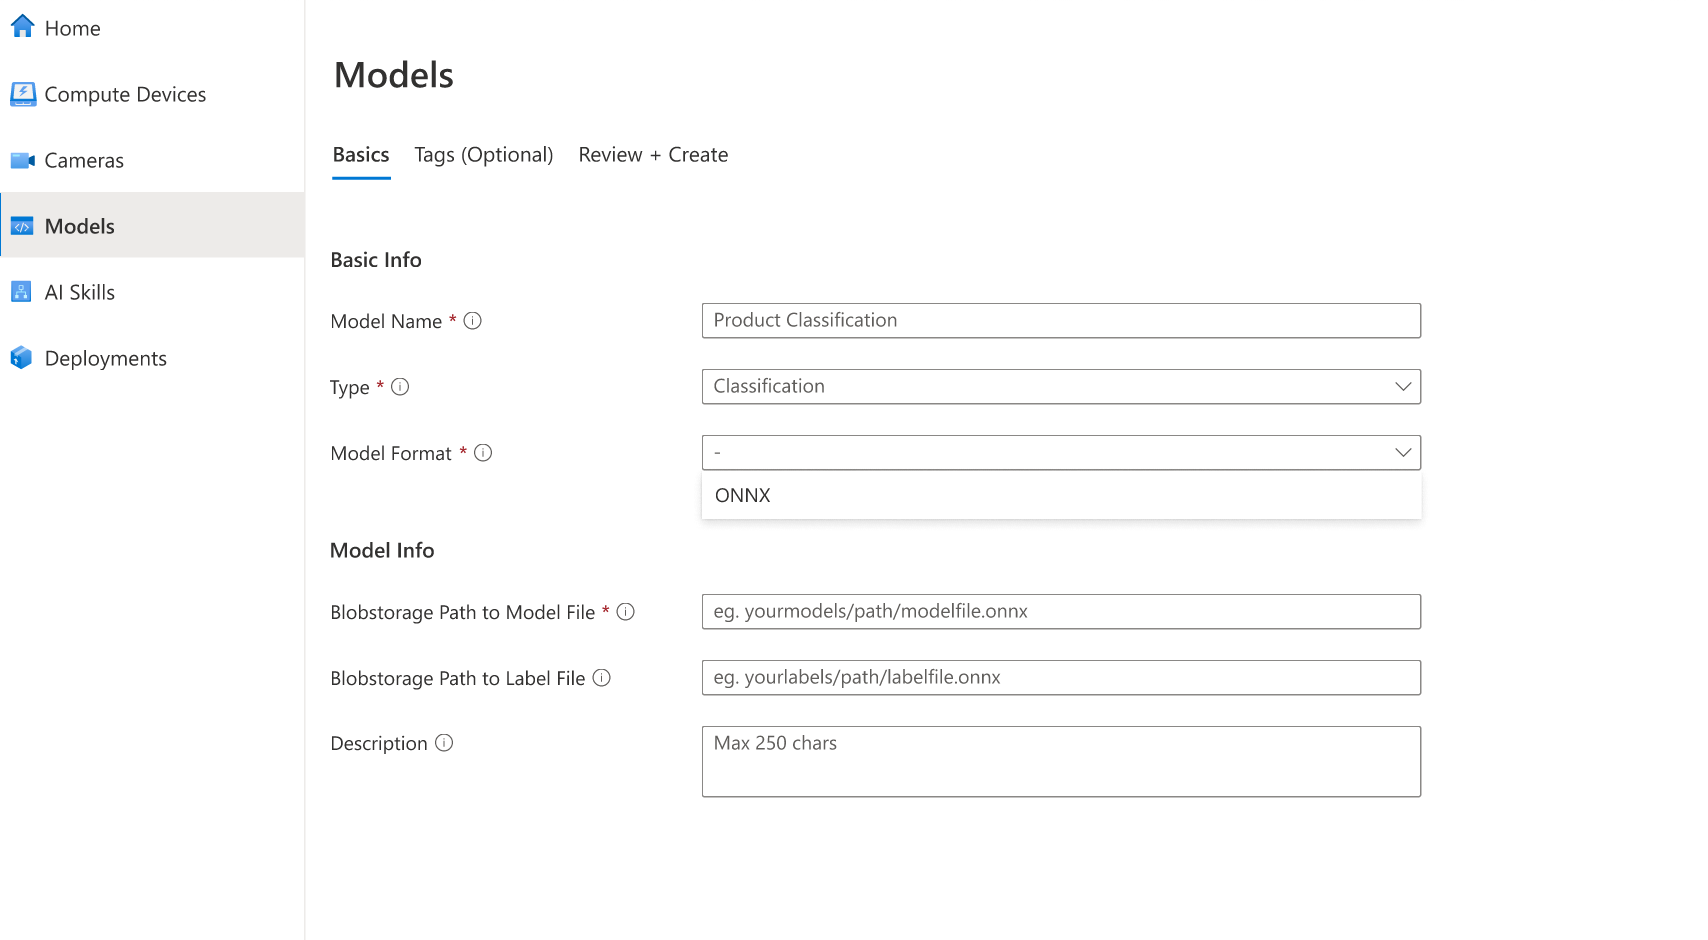 Home
Compute Devices
Cameras
Models
AI Skills
Deployments
Models
Basics Tags (Optional) Review + Create
Basic Info
Model Name * Product Classification
Type * Classification
Model Format * -
ONNX
Model Info
Blobstorage Path to Model File * eg. yourmodels/path/modelfile.onnx
Blobstorage Path to Label File eg. yourlabels/path/labelfile.onnx
Description Max 250 chars